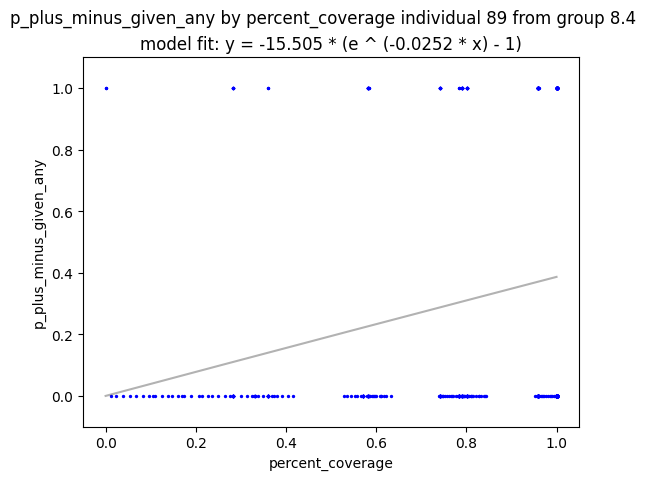 p_plus_minus_given_any by percent_coverage individual 89 from group 8.4
model fit: y = -15.505 * (e ^ (-0.0252 * x) - 1)
p_plus_minus_given_any
1.0
0.8
0.6
0.4
0.2
0.0
0.0 0.2 0.4 0.6 0.8 1.0
percent_coverage